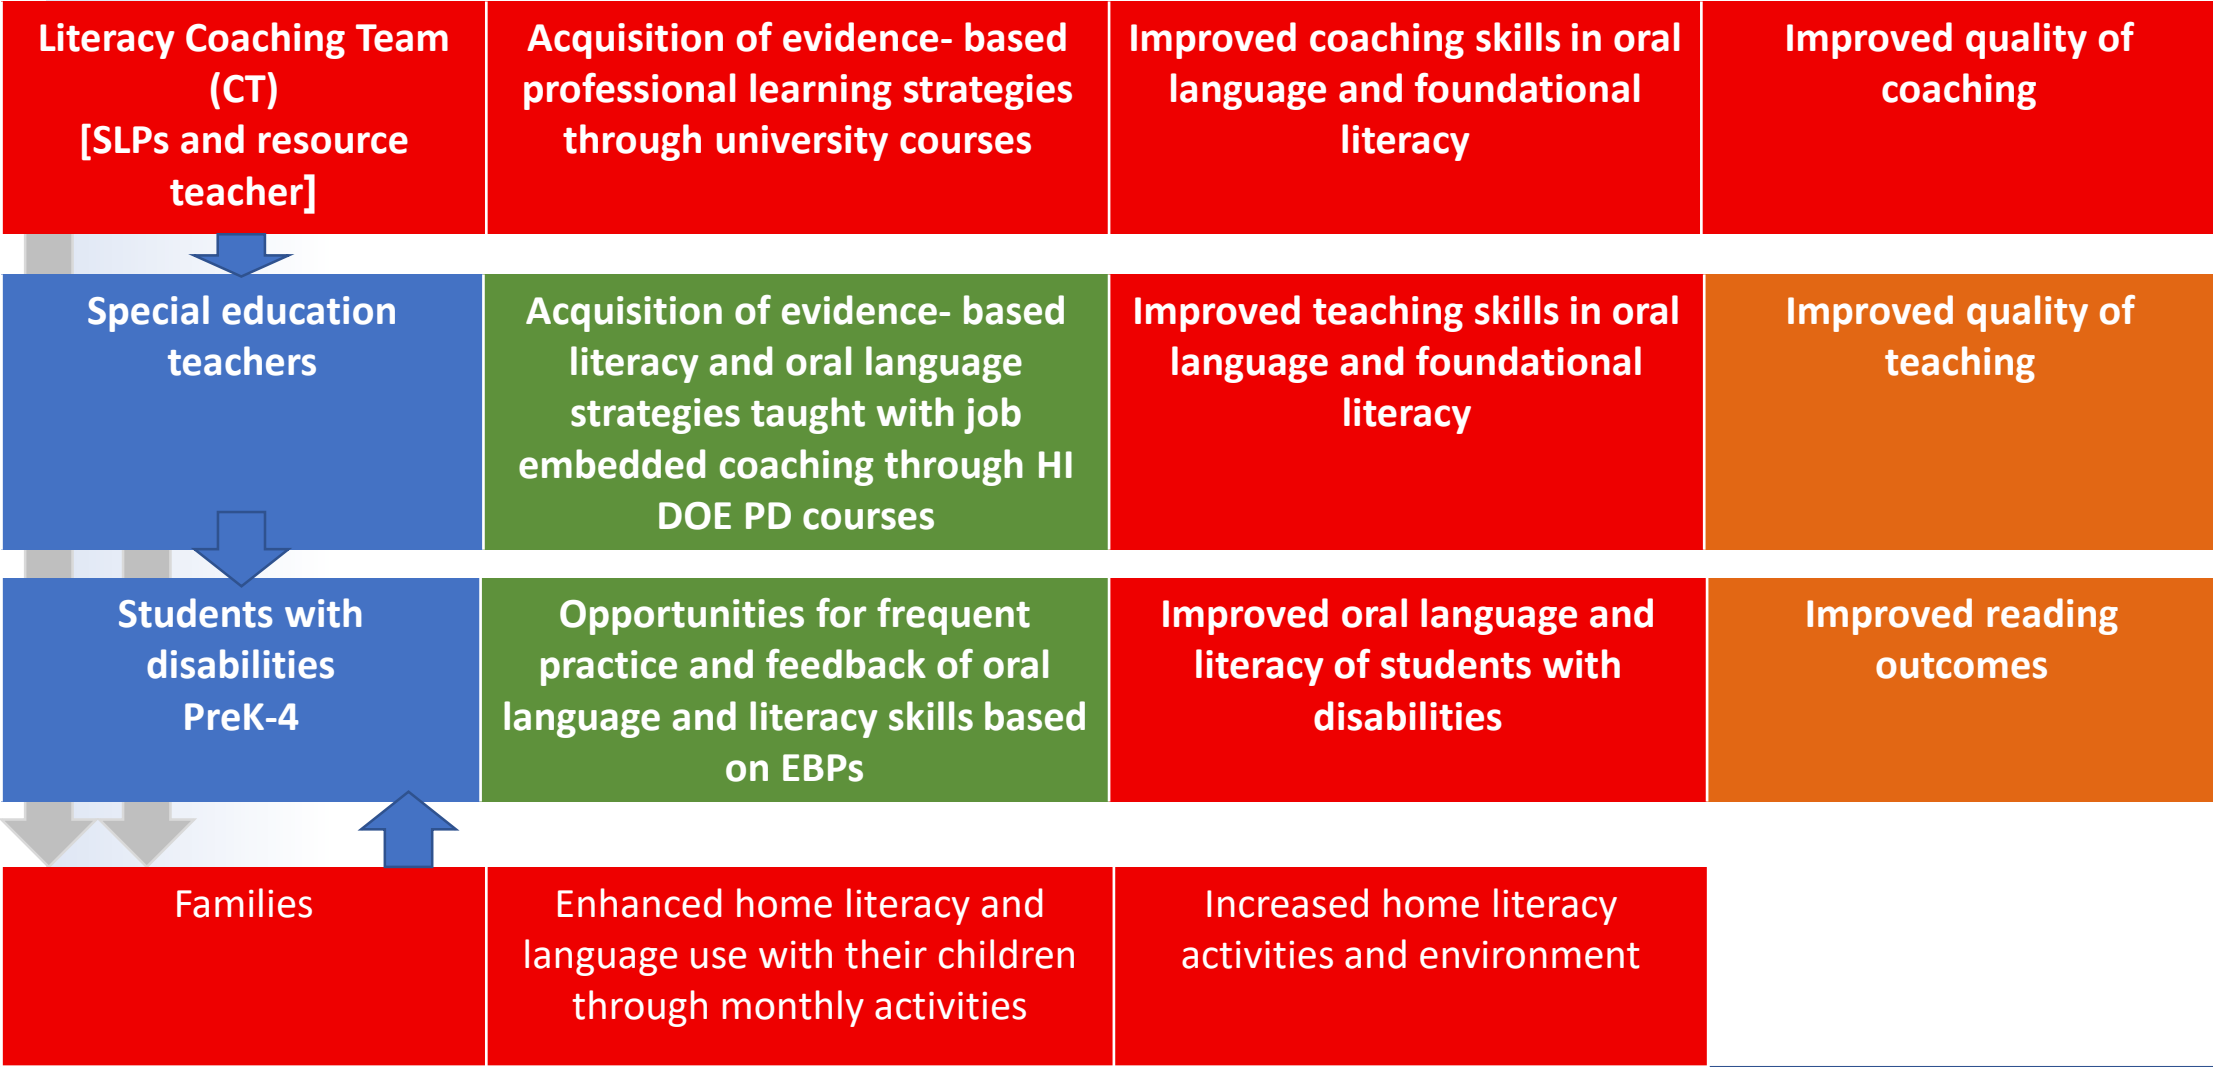 Literacy Coaching Team
(CT)
[SLPs and resource
teacher]
Acquisition of evidence- based
professional learning strategies
through university courses
Improved coaching skills in oral
language and foundational
literacy
Improved quality of
coaching
Special education
teachers
Acquisition of evidence- based
literacy and oral language
strategies taught with job
embedded coaching through HI
DOE PD courses
Improved teaching skills in oral
language and foundational
literacy
Improved quality of
teaching
Students with
disabilities
PreK-4
Opportunities for frequent
practice and feedback of oral
language and literacy skills based
on EBPs
Improved oral language and
literacy of students with
disabilities
Improved reading
outcomes
Families
Enhanced home literacy and
language use with their children
through monthly activities
Increased home literacy
activities and environment